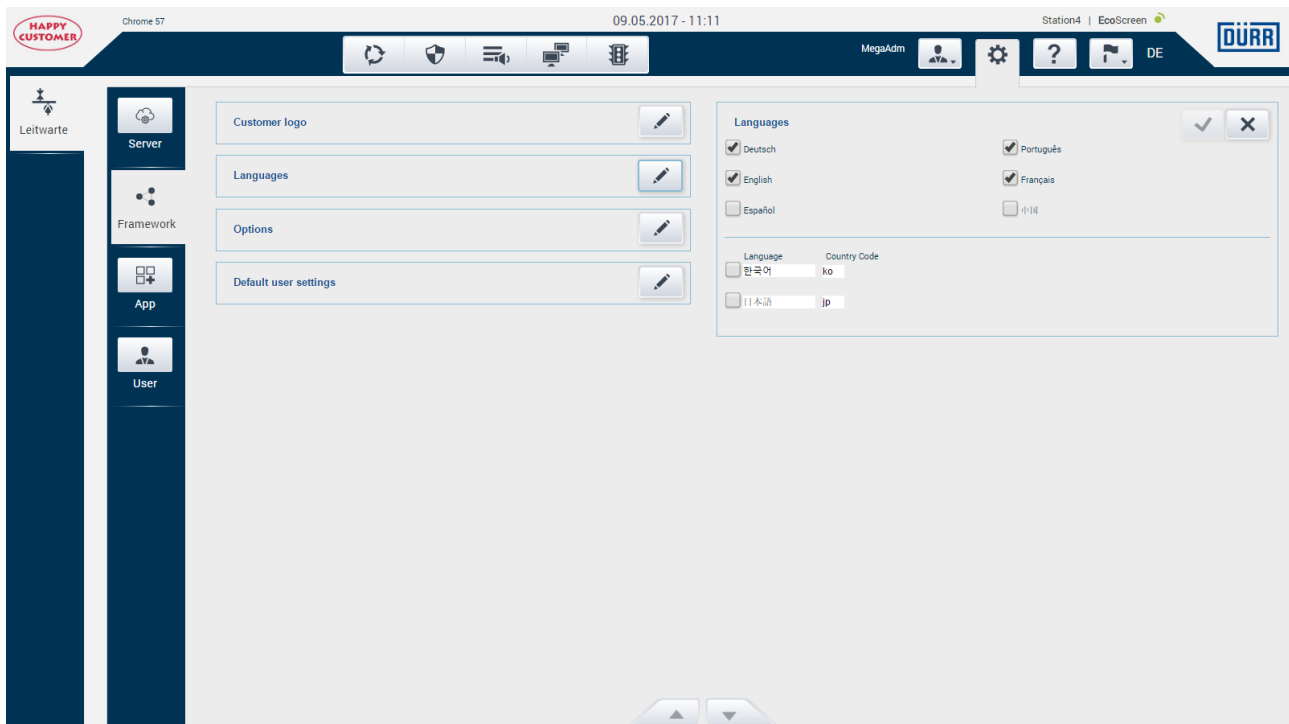 HAPPY
CUSTOMER
Chrome 57
09.05.2017 - 11:11
Station4 | EcoScreen
DÜRR
MegaAdm
?
DE
Leitwarte
Server
Framework
App
User
Customer logo
Languages
Options
Default user settings
Languages
Deutsch
Português
English
Français
Español
中国
Language Country Code
한국어 ko
日本語 jp